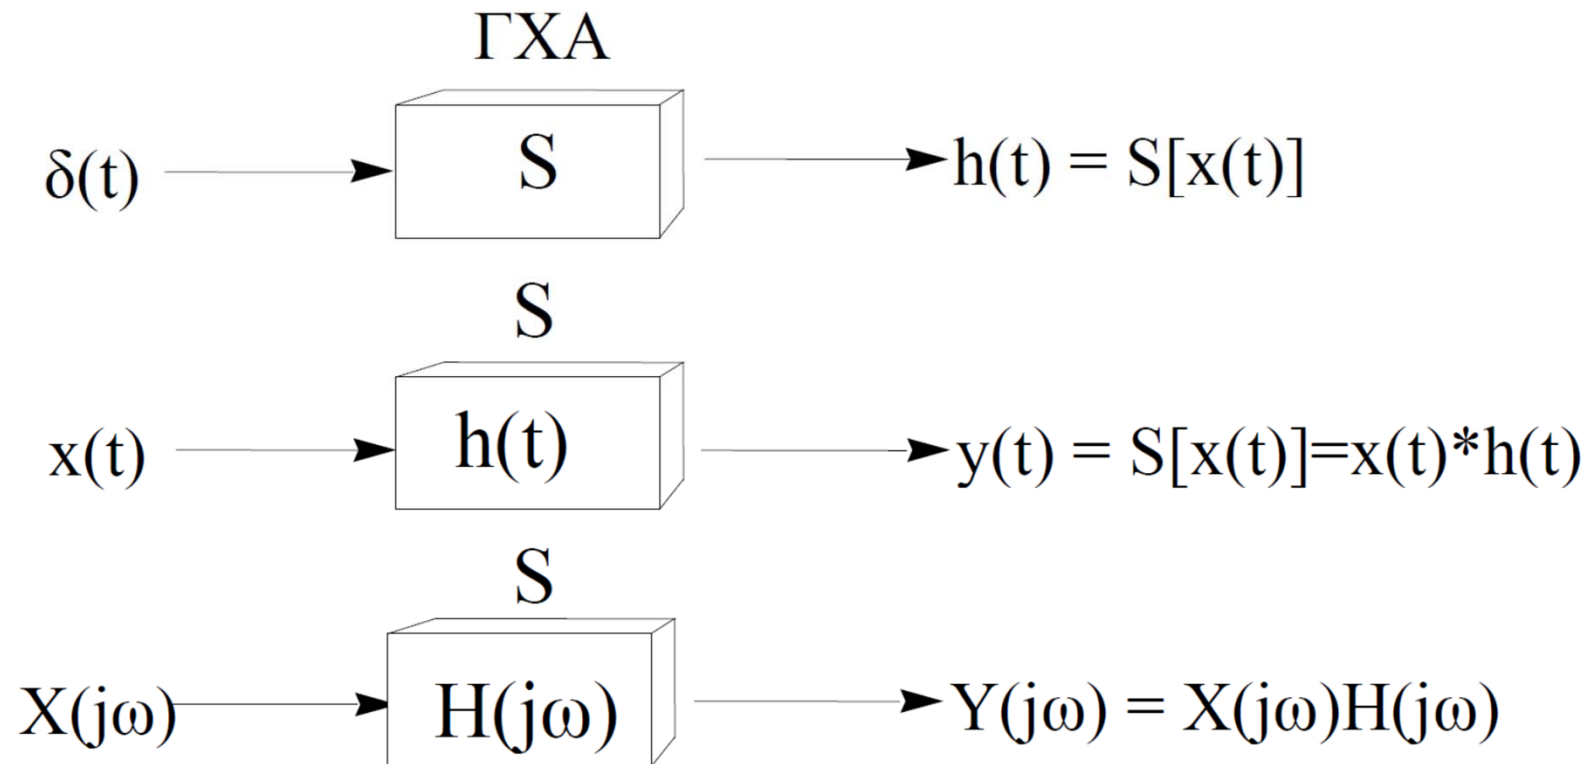 ΓΧΑ
δ(t) S h(t) = S[x(t)]
S
x(t) h(t) y(t) = S[x(t)]=x(t)*h(t)
S
X(jω) H(jω) Y(jω) = X(jω)H(jω)